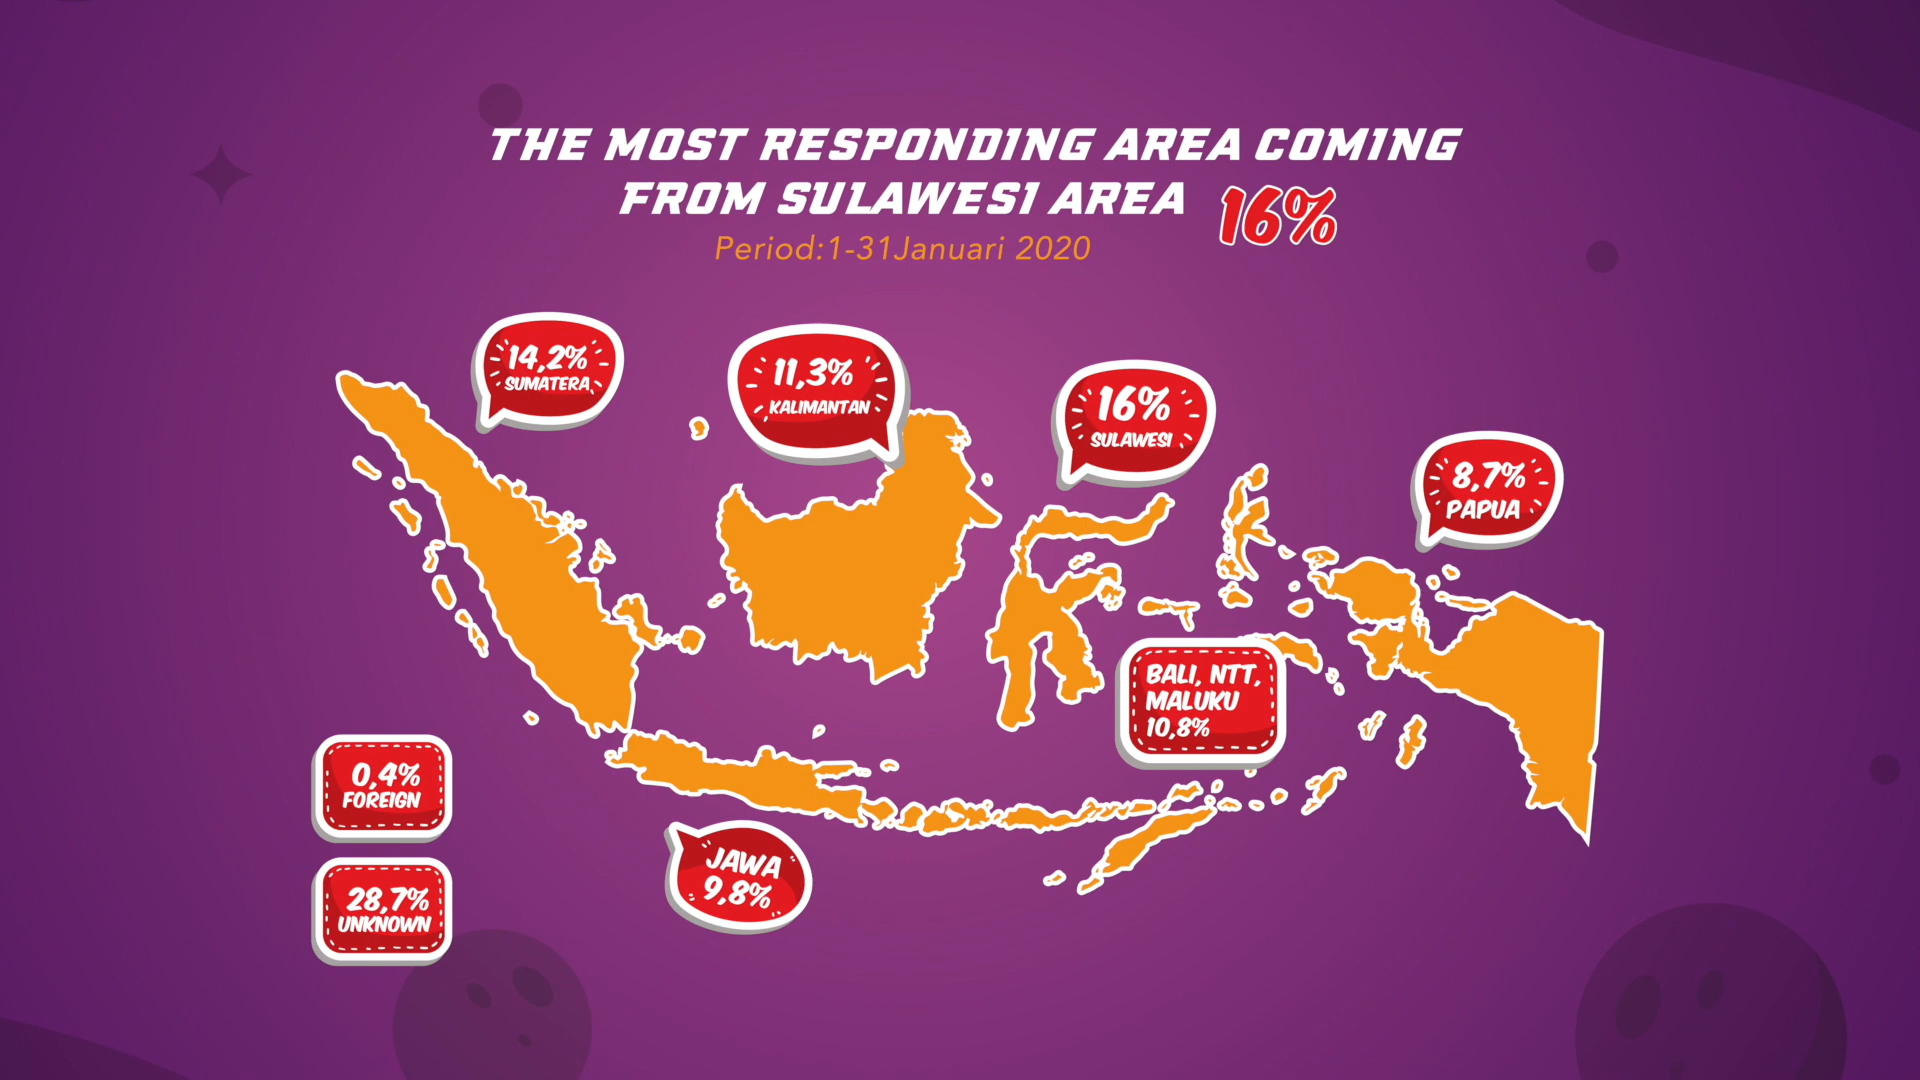 THE MOST RESPONDING AREA COMING
FROM SULAWESI AREA 16%
Period:1-31Januari 2020
14,2%
SUMATERA
11,3%
KALIMANTAN
16%
SULAWESI
8,7%
PAPUA
BALI, NTT,
MALUKU
10,8%
0,4%
FOREIGN
28,7%
UNKNOWN
JAWA
9,8%